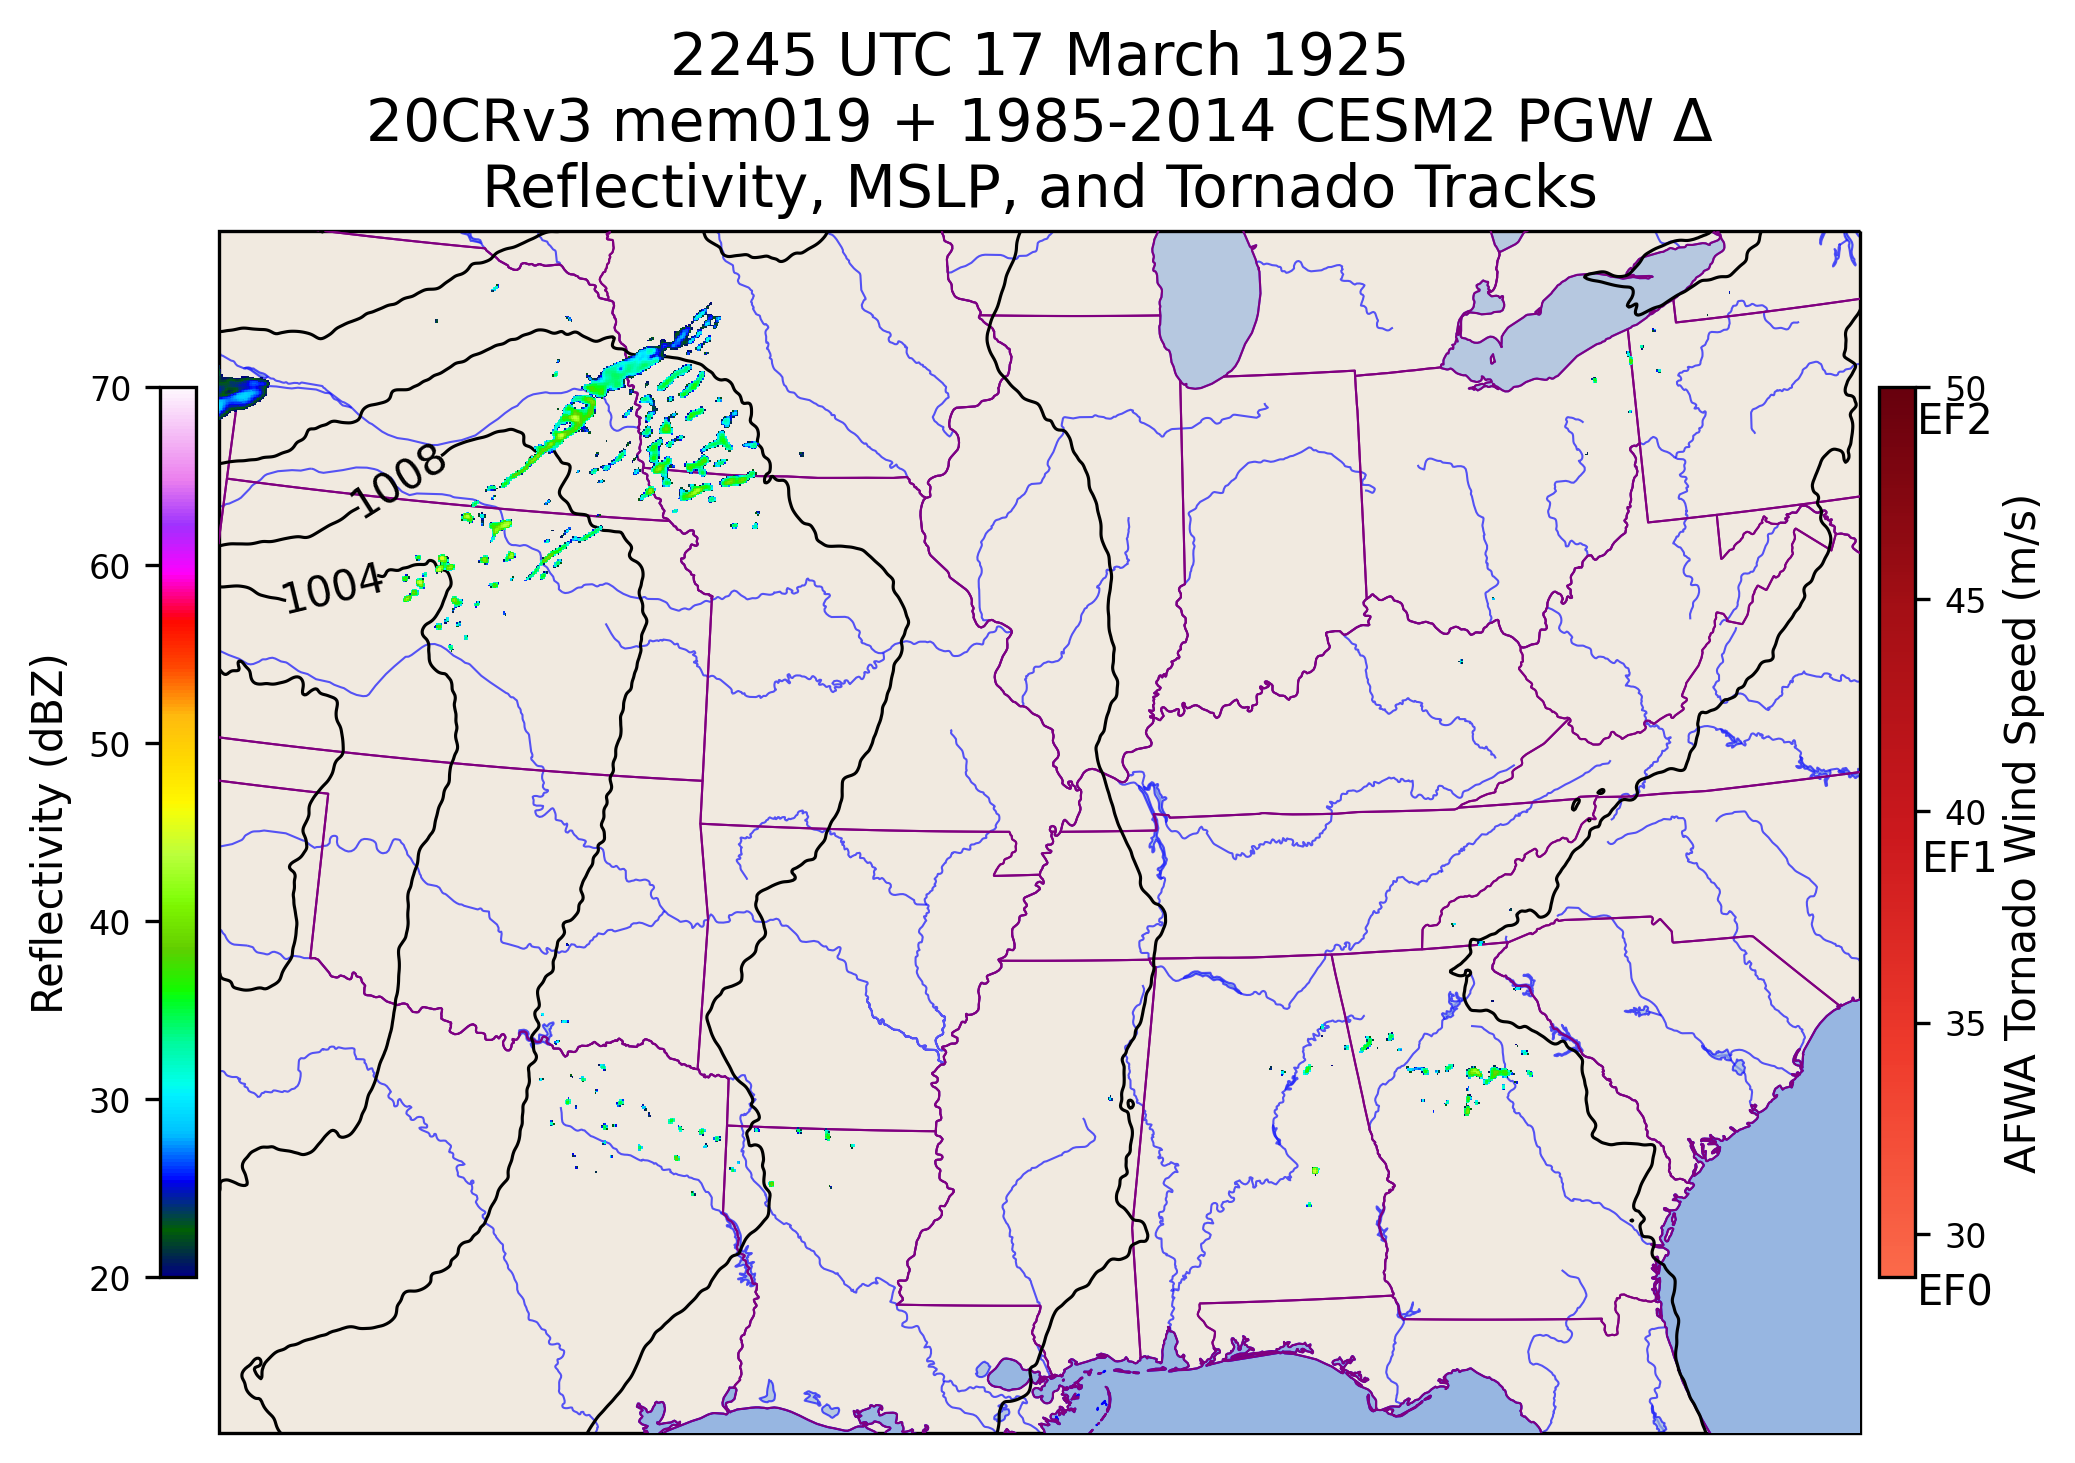 2245 UTC 17 March 1925
20CRv3 mem019 + 1985-2014 CESM2 PGW Δ
Reflectivity, MSLP, and Tornado Tracks
1008
1004
70
60
50
40
30
20
Reflectivity (dBZ)
50
EF2
45
40
EF1
35
30
EF0
AFWA Tornado Wind Speed (m/s)